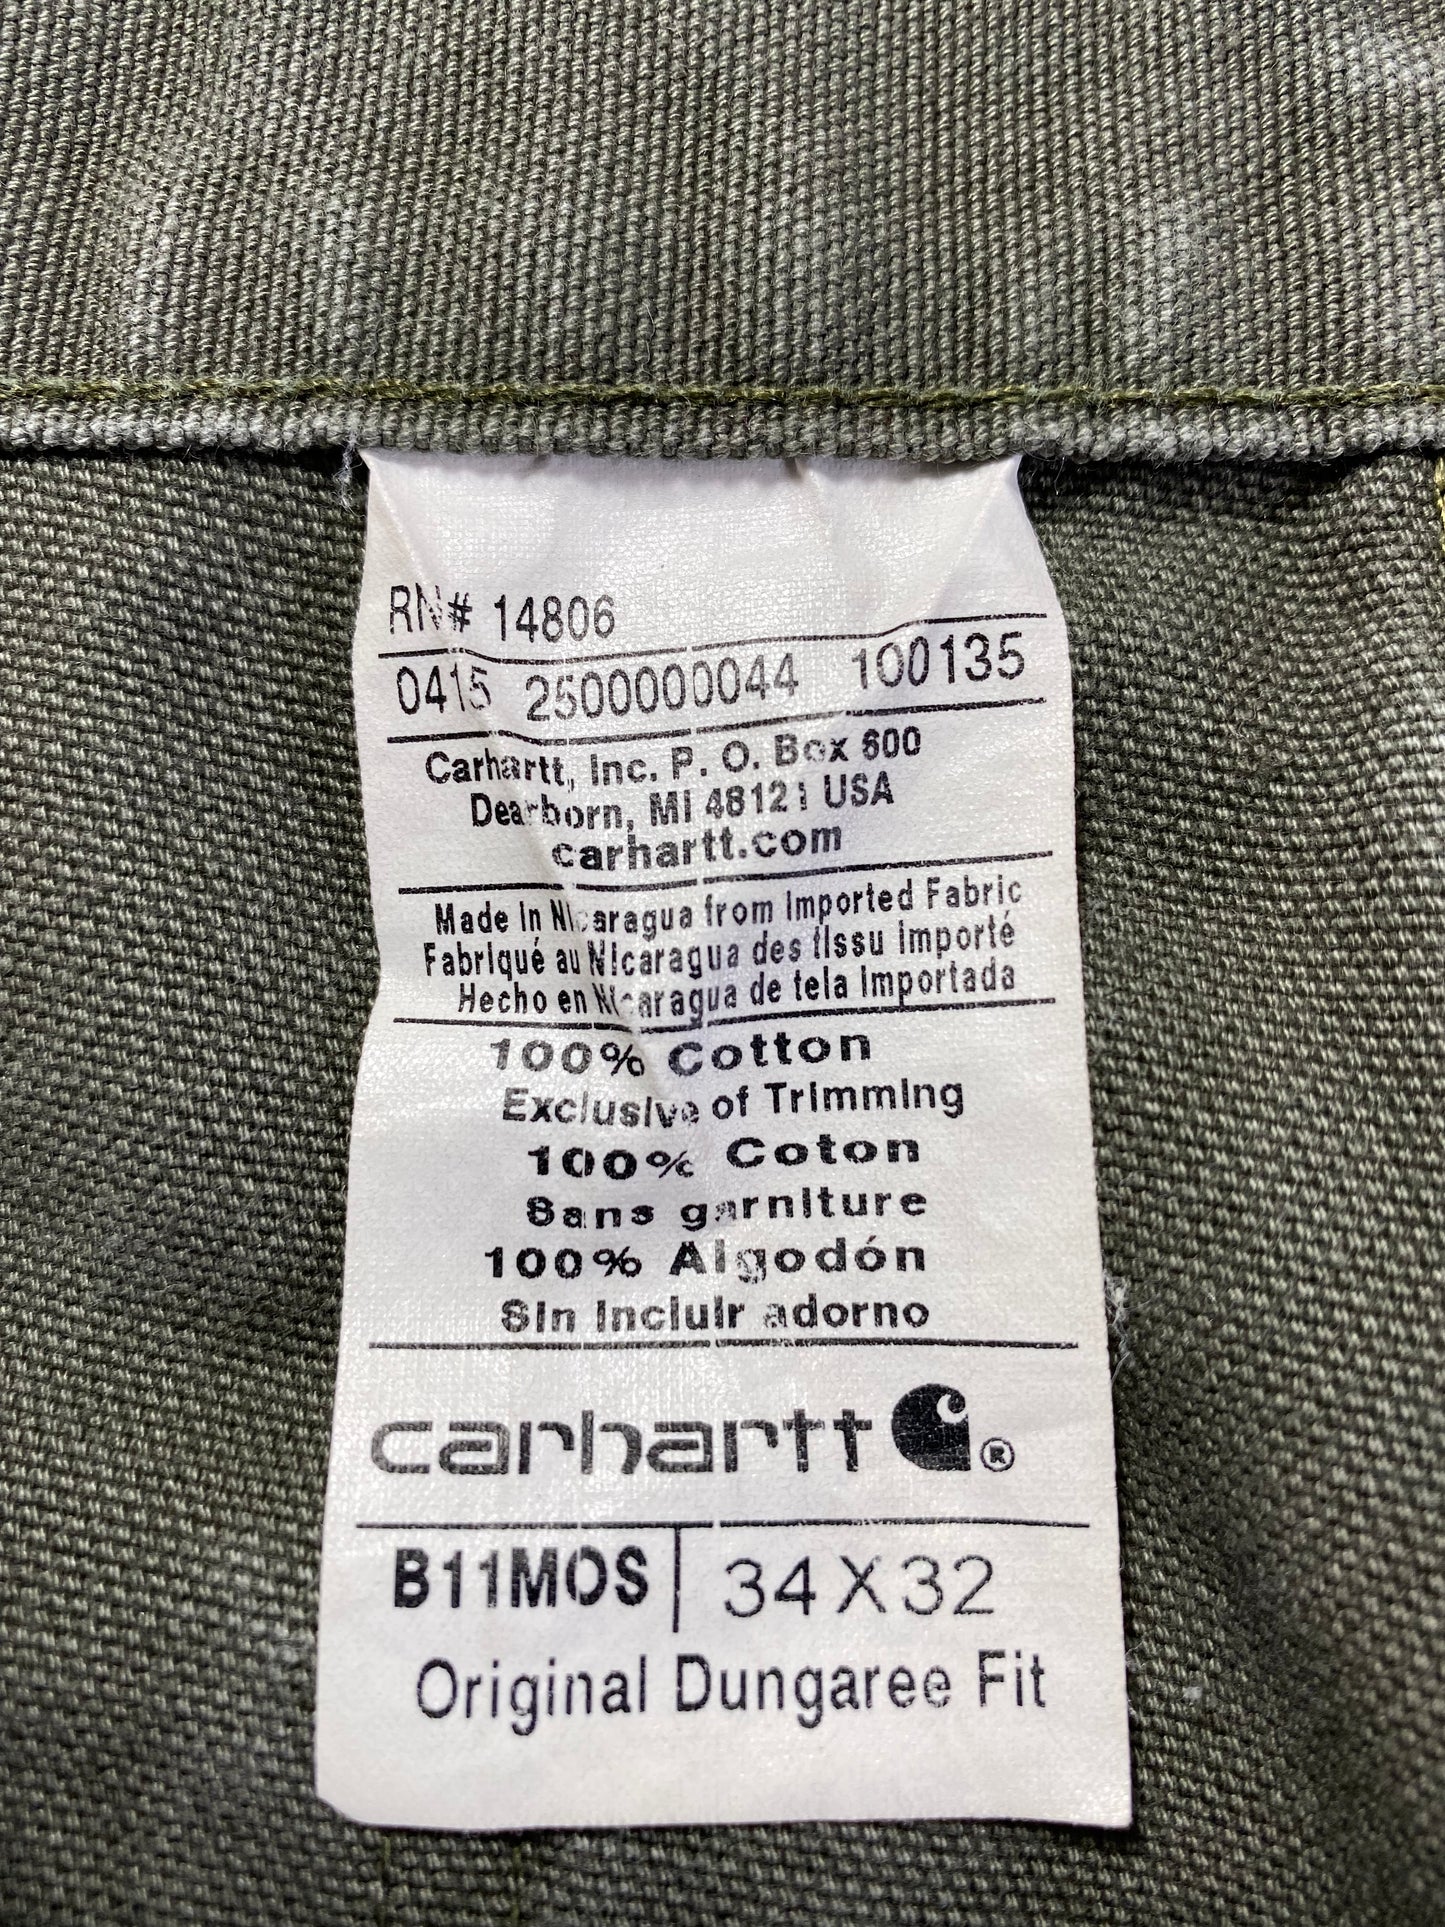 RN# 14806
0415 2500000044 100135
Carhartt, Inc. P. O. Box 600
Dearborn, MI 48121 USA
carhartt.com
Made in Nicaragua from Imported Fabric
Fabriqué au Nicaragua des tissu importé
Hecho en Nicaragua de tela importada
100% Cotton
Exclusive of Trimming
100% Coton
Sans garniture
100% Algodón
Sin incluir adorno
carhartt ®
B11MOS | 34X32
Original Dungaree Fit